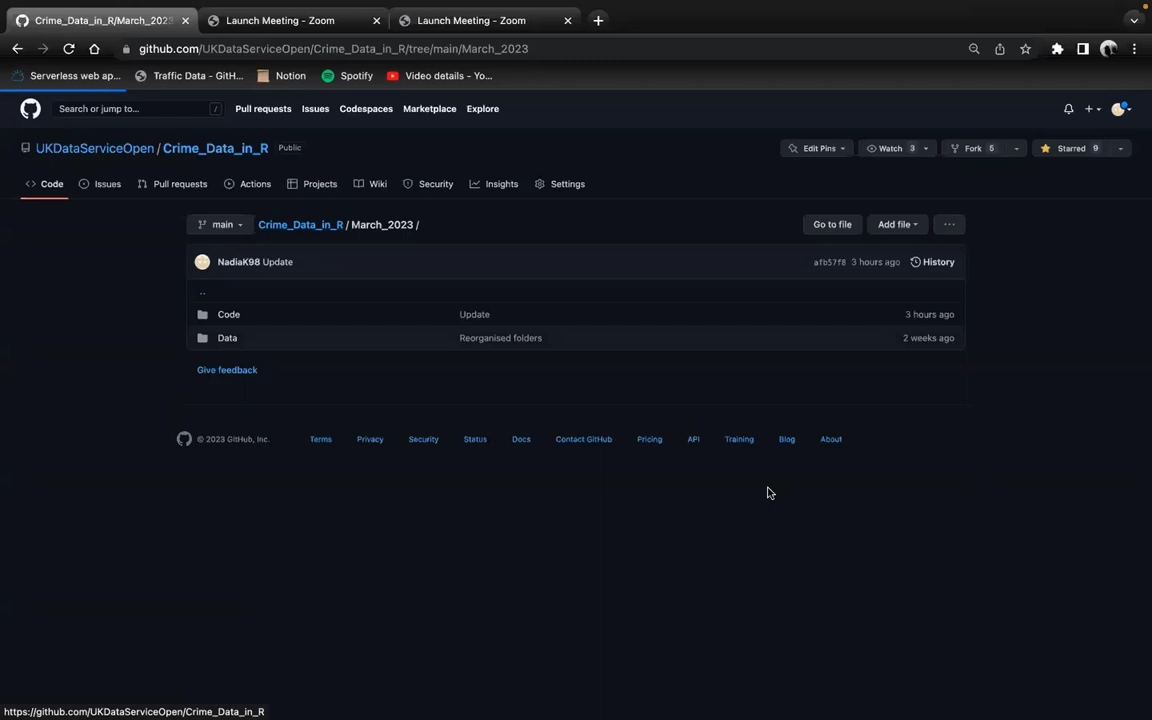 Crime_Data_in_R/March_2023
Launch Meeting - Zoom
Launch Meeting - Zoom
github.com/UKDataServiceOpen/Crime_Data_in_R/tree/main/March_2023
Serverless web ap...
Traffic Data - GitH...
Notion
Spotify
Video details - Yo...
Search or jump to... /
Pull requests
Issues
Codespaces
Marketplace
Explore
UKDataServiceOpen / Crime_Data_in_R Public
Edit Pins
Watch 3
Fork 5
Starred 9
Code
Issues
Pull requests
Actions
Projects
Wiki
Security
Insights
Settings
main
Crime_Data_in_R / March_2023 /
Go to file
Add file
...
NadiaK98 Update
afb57f8 3 hours ago
History
..
Code Update 3 hours ago
Data Reorganised folders 2 weeks ago
Give feedback
© 2023 GitHub, Inc.
Terms
Privacy
Security
Status
Docs
Contact GitHub
Pricing
API
Training
Blog
About
https://github.com/UKDataServiceOpen/Crime_Data_in_R